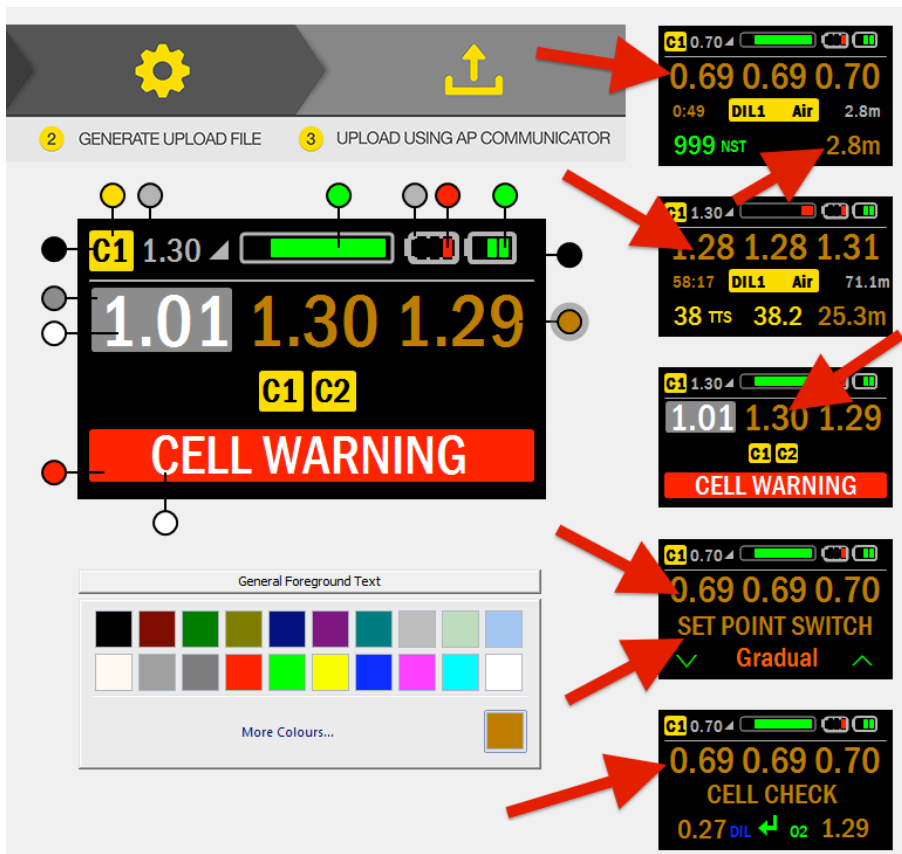 2 GENERATE UPLOAD FILE 3 UPLOAD USING AP COMMUNICATOR
C1 1.30
1.01 1.30 1.29
C1 C2
CELL WARNING
General Foreground Text
More Colours...
C1 0.70
0.69 0.69 0.70
0:49 DIL1 Air 2.8m
999 NST 2.8m
C1 1.30
1.28 1.28 1.31
58:17 DIL1 Air 71.1m
38 TTS 38.2 25.3m
C1 1.30
1.01 1.30 1.29
C1 C2
CELL WARNING
C1 0.70
0.69 0.69 0.70
SET POINT SWITCH
Gradual
C1 0.70
0.69 0.69 0.70
CELL CHECK
0.27 DIL O2 1.29